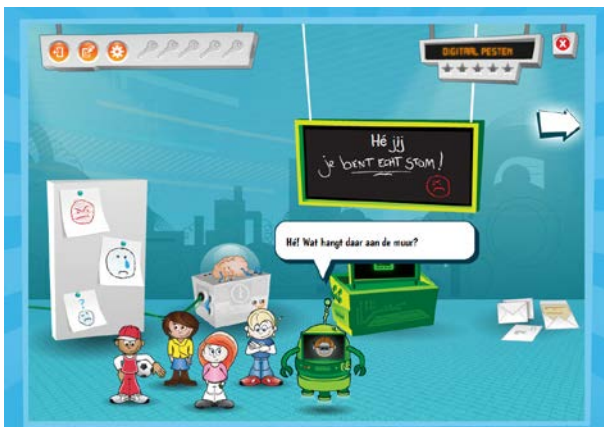 DIGITAAL PESTEN
Hé jij
je bent echt stom!
Hé! Wat hangt daar aan de muur?
?